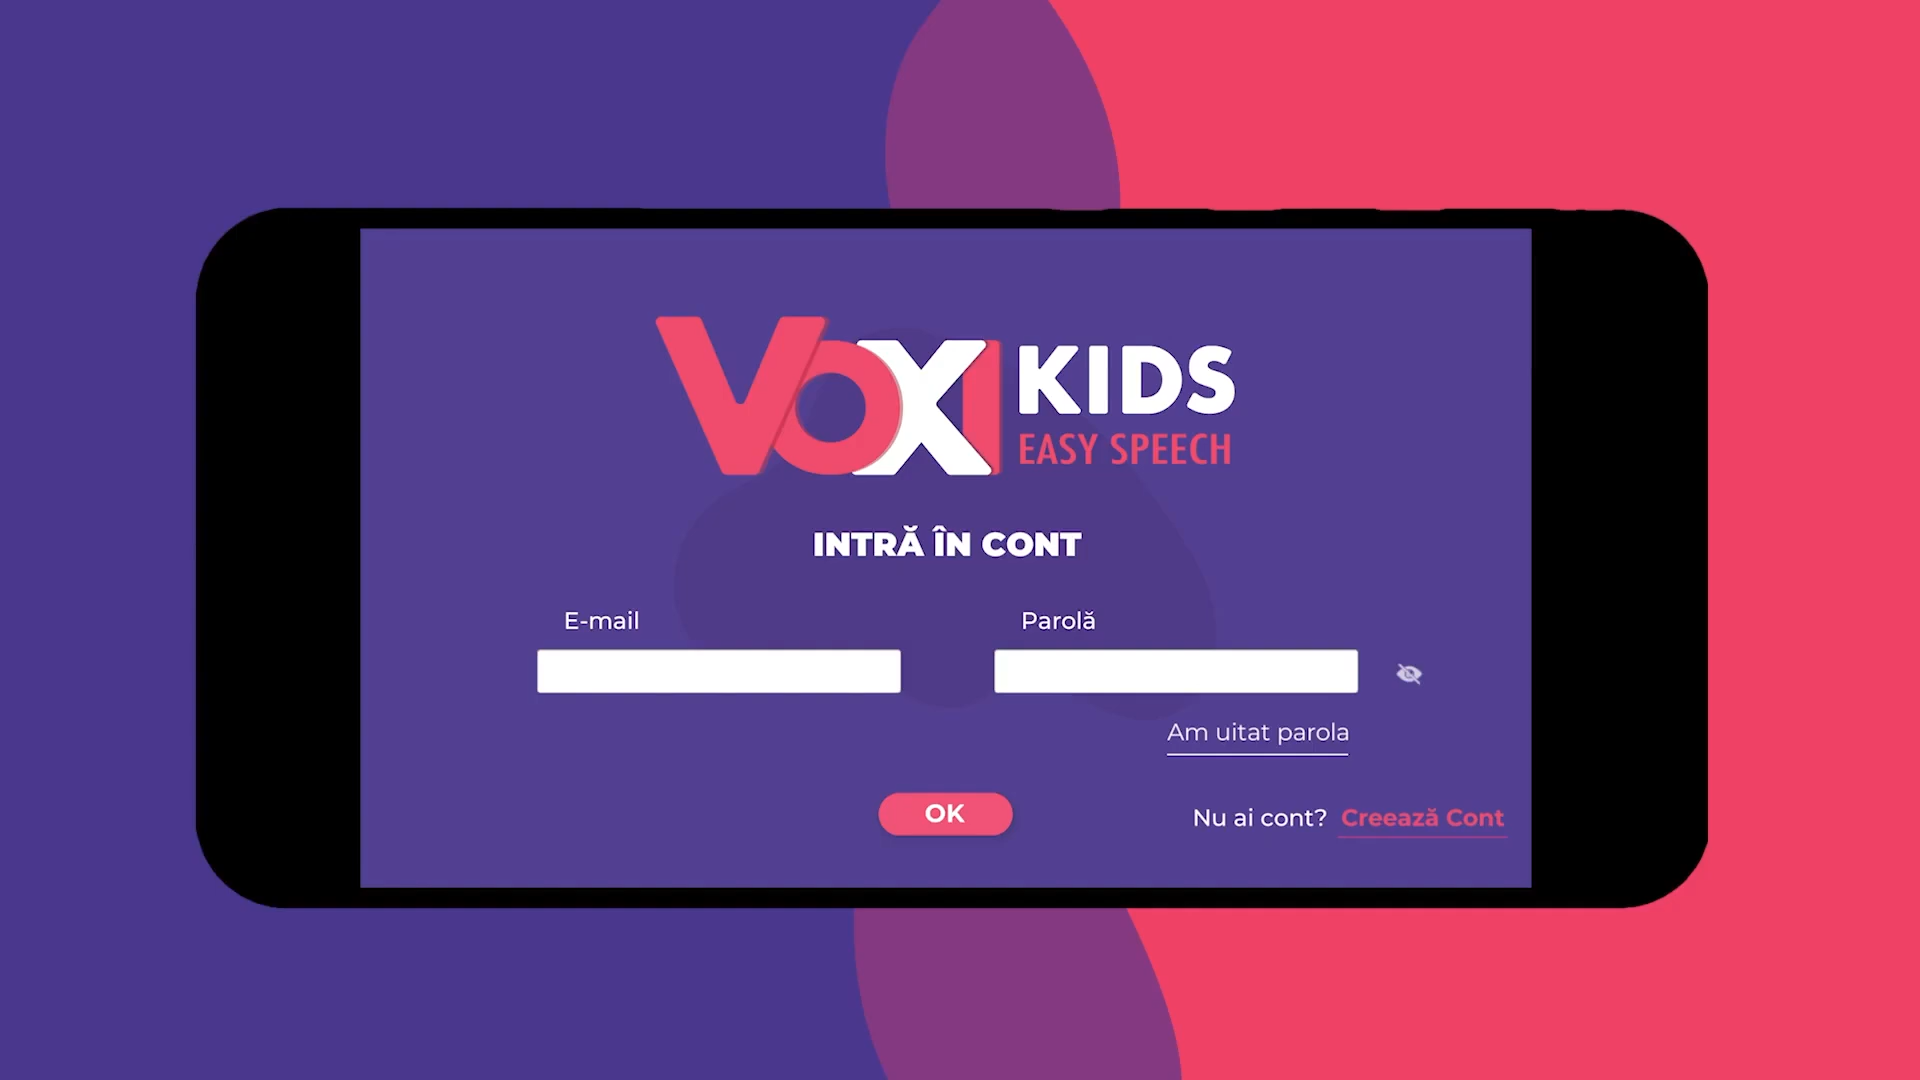 VOXI KIDS
EASY SPEECH
INTRĂ ÎN CONT
E-mail
Parolă
Am uitat parola
OK
Nu ai cont? Creează Cont